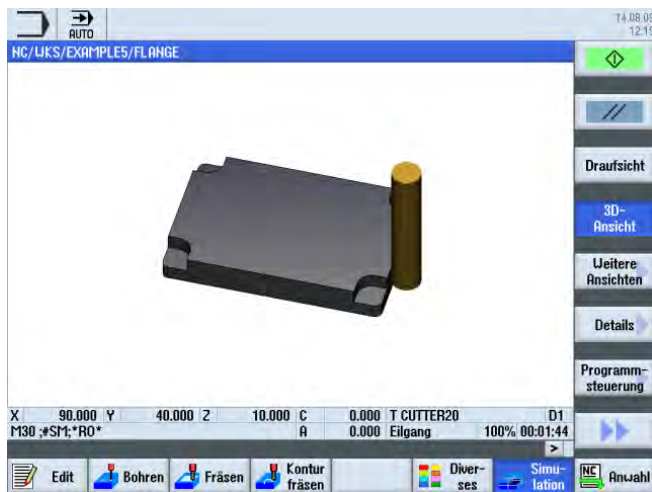 AUTO
14.08.09
12:19
NC/WKS/EXAMPLE5/FLANGE
Draufsicht
3D-
Ansicht
Weitere
Ansichten
Details
Programm-
steuerung
X 90.000 Y 40.000 Z 10.000 C 0.000 T CUTTER20 D1
M30 ;#SM;*RO* A 0.000 Eilgang 100% 00:01:44
>
Edit
Bohren
Fräsen
Kontur
fräsen
Diver-
ses
Simu-
lation
NC Anwahl